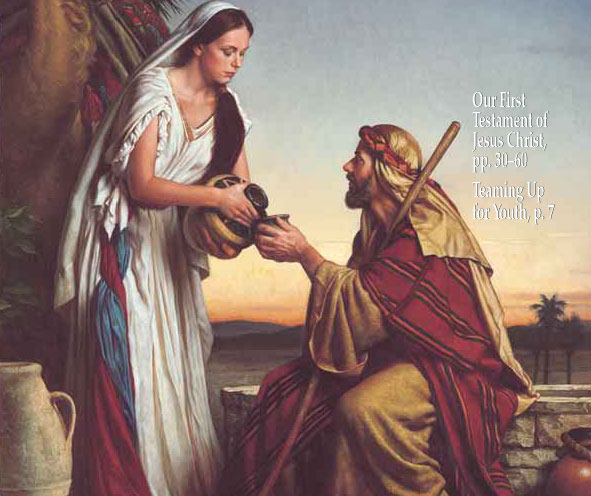 Our First
Testament of
Jesus Christ,
pp. 30–60
Teaming Up
for Youth, p. 7